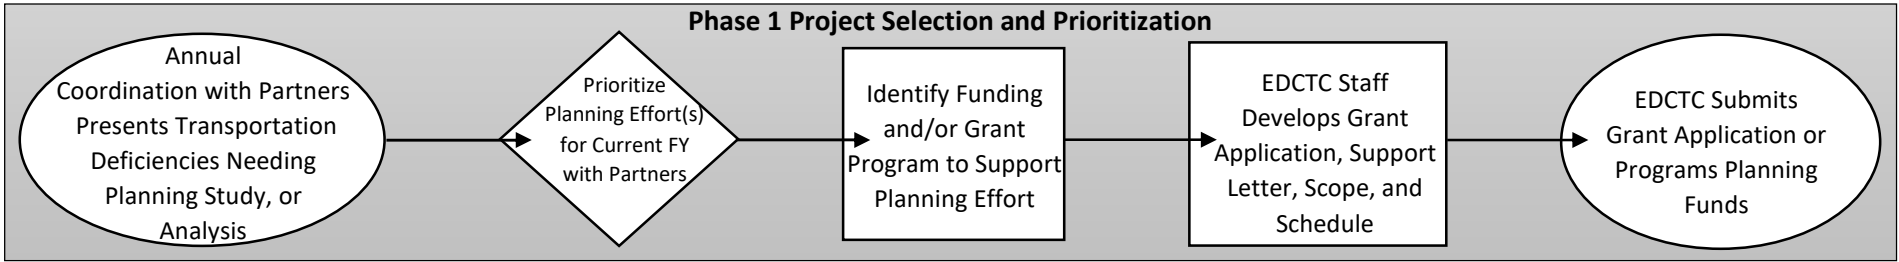 Phase 1 Project Selection and Prioritization
Annual
Coordination with Partners
Presents Transportation
Deficiencies Needing
Planning Study, or
Analysis
Prioritize
Planning Effort(s)
for Current FY
with Partners
Identify Funding
and/or Grant
Program to Support
Planning Effort
EDCTC Staff
Develops Grant
Application, Support
Letter, Scope, and
Schedule
EDCTC Submits
Grant Application or
Programs Planning
Funds